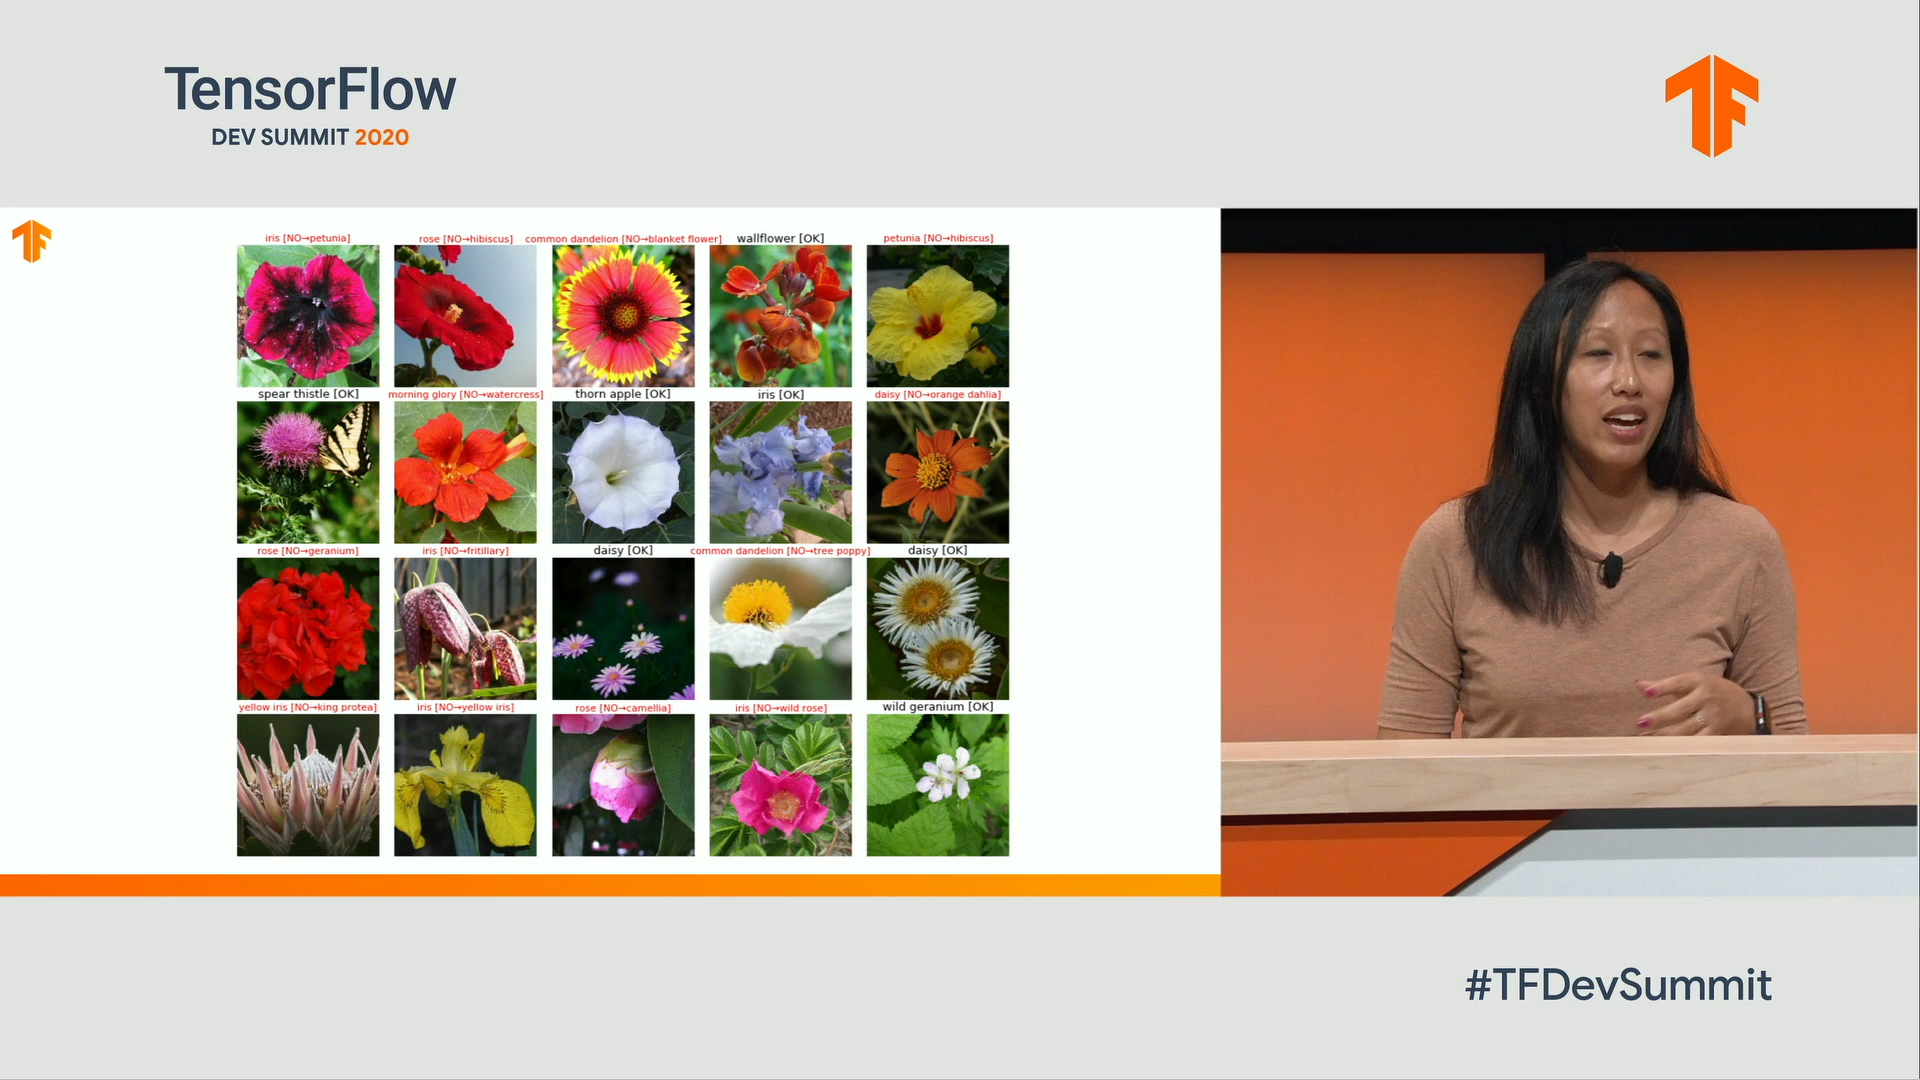 TensorFlow
DEV SUMMIT 2020
iris [NO→petunia]
rose [NO→hibiscus]
common dandelion [NO→blanket flower]
wallflower [OK]
petunia [NO→hibiscus]
spear thistle [OK]
morning glory [NO→watercress]
thorn apple [OK]
iris [OK]
daisy [NO→orange dahlia]
rose [NO→geranium]
iris [NO→fritillary]
daisy [OK]
common dandelion [NO→tree poppy]
daisy [OK]
yellow iris [NO→king protea]
iris [NO→yellow iris]
rose [NO→camellia]
iris [NO→wild rose]
wild geranium [OK]
#TFDevSummit